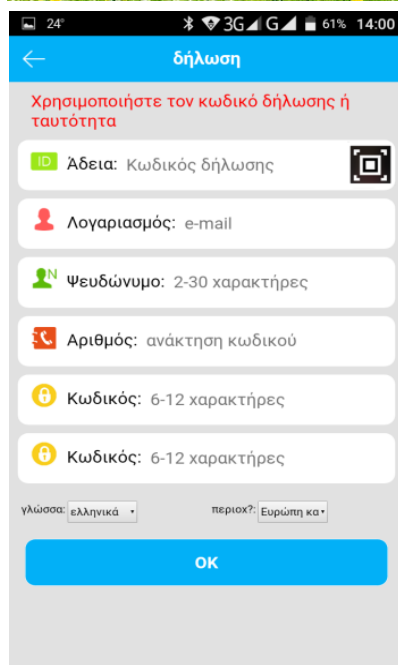 24° 3G G 61% 14:00
δήλωση
Χρησιμοποιήστε τον κωδικό δήλωσης ή
ταυτότητα
ID Άδεια: Κωδικός δήλωσης
Λογαριασμός: e-mail
N Ψευδώνυμο: 2-30 χαρακτήρες
Αριθμός: ανάκτηση κωδικού
Κωδικός: 6-12 χαρακτήρες
Κωδικός: 6-12 χαρακτήρες
γλώσσα: ελληνικά περιοχ?: Ευρώπη κα
OK